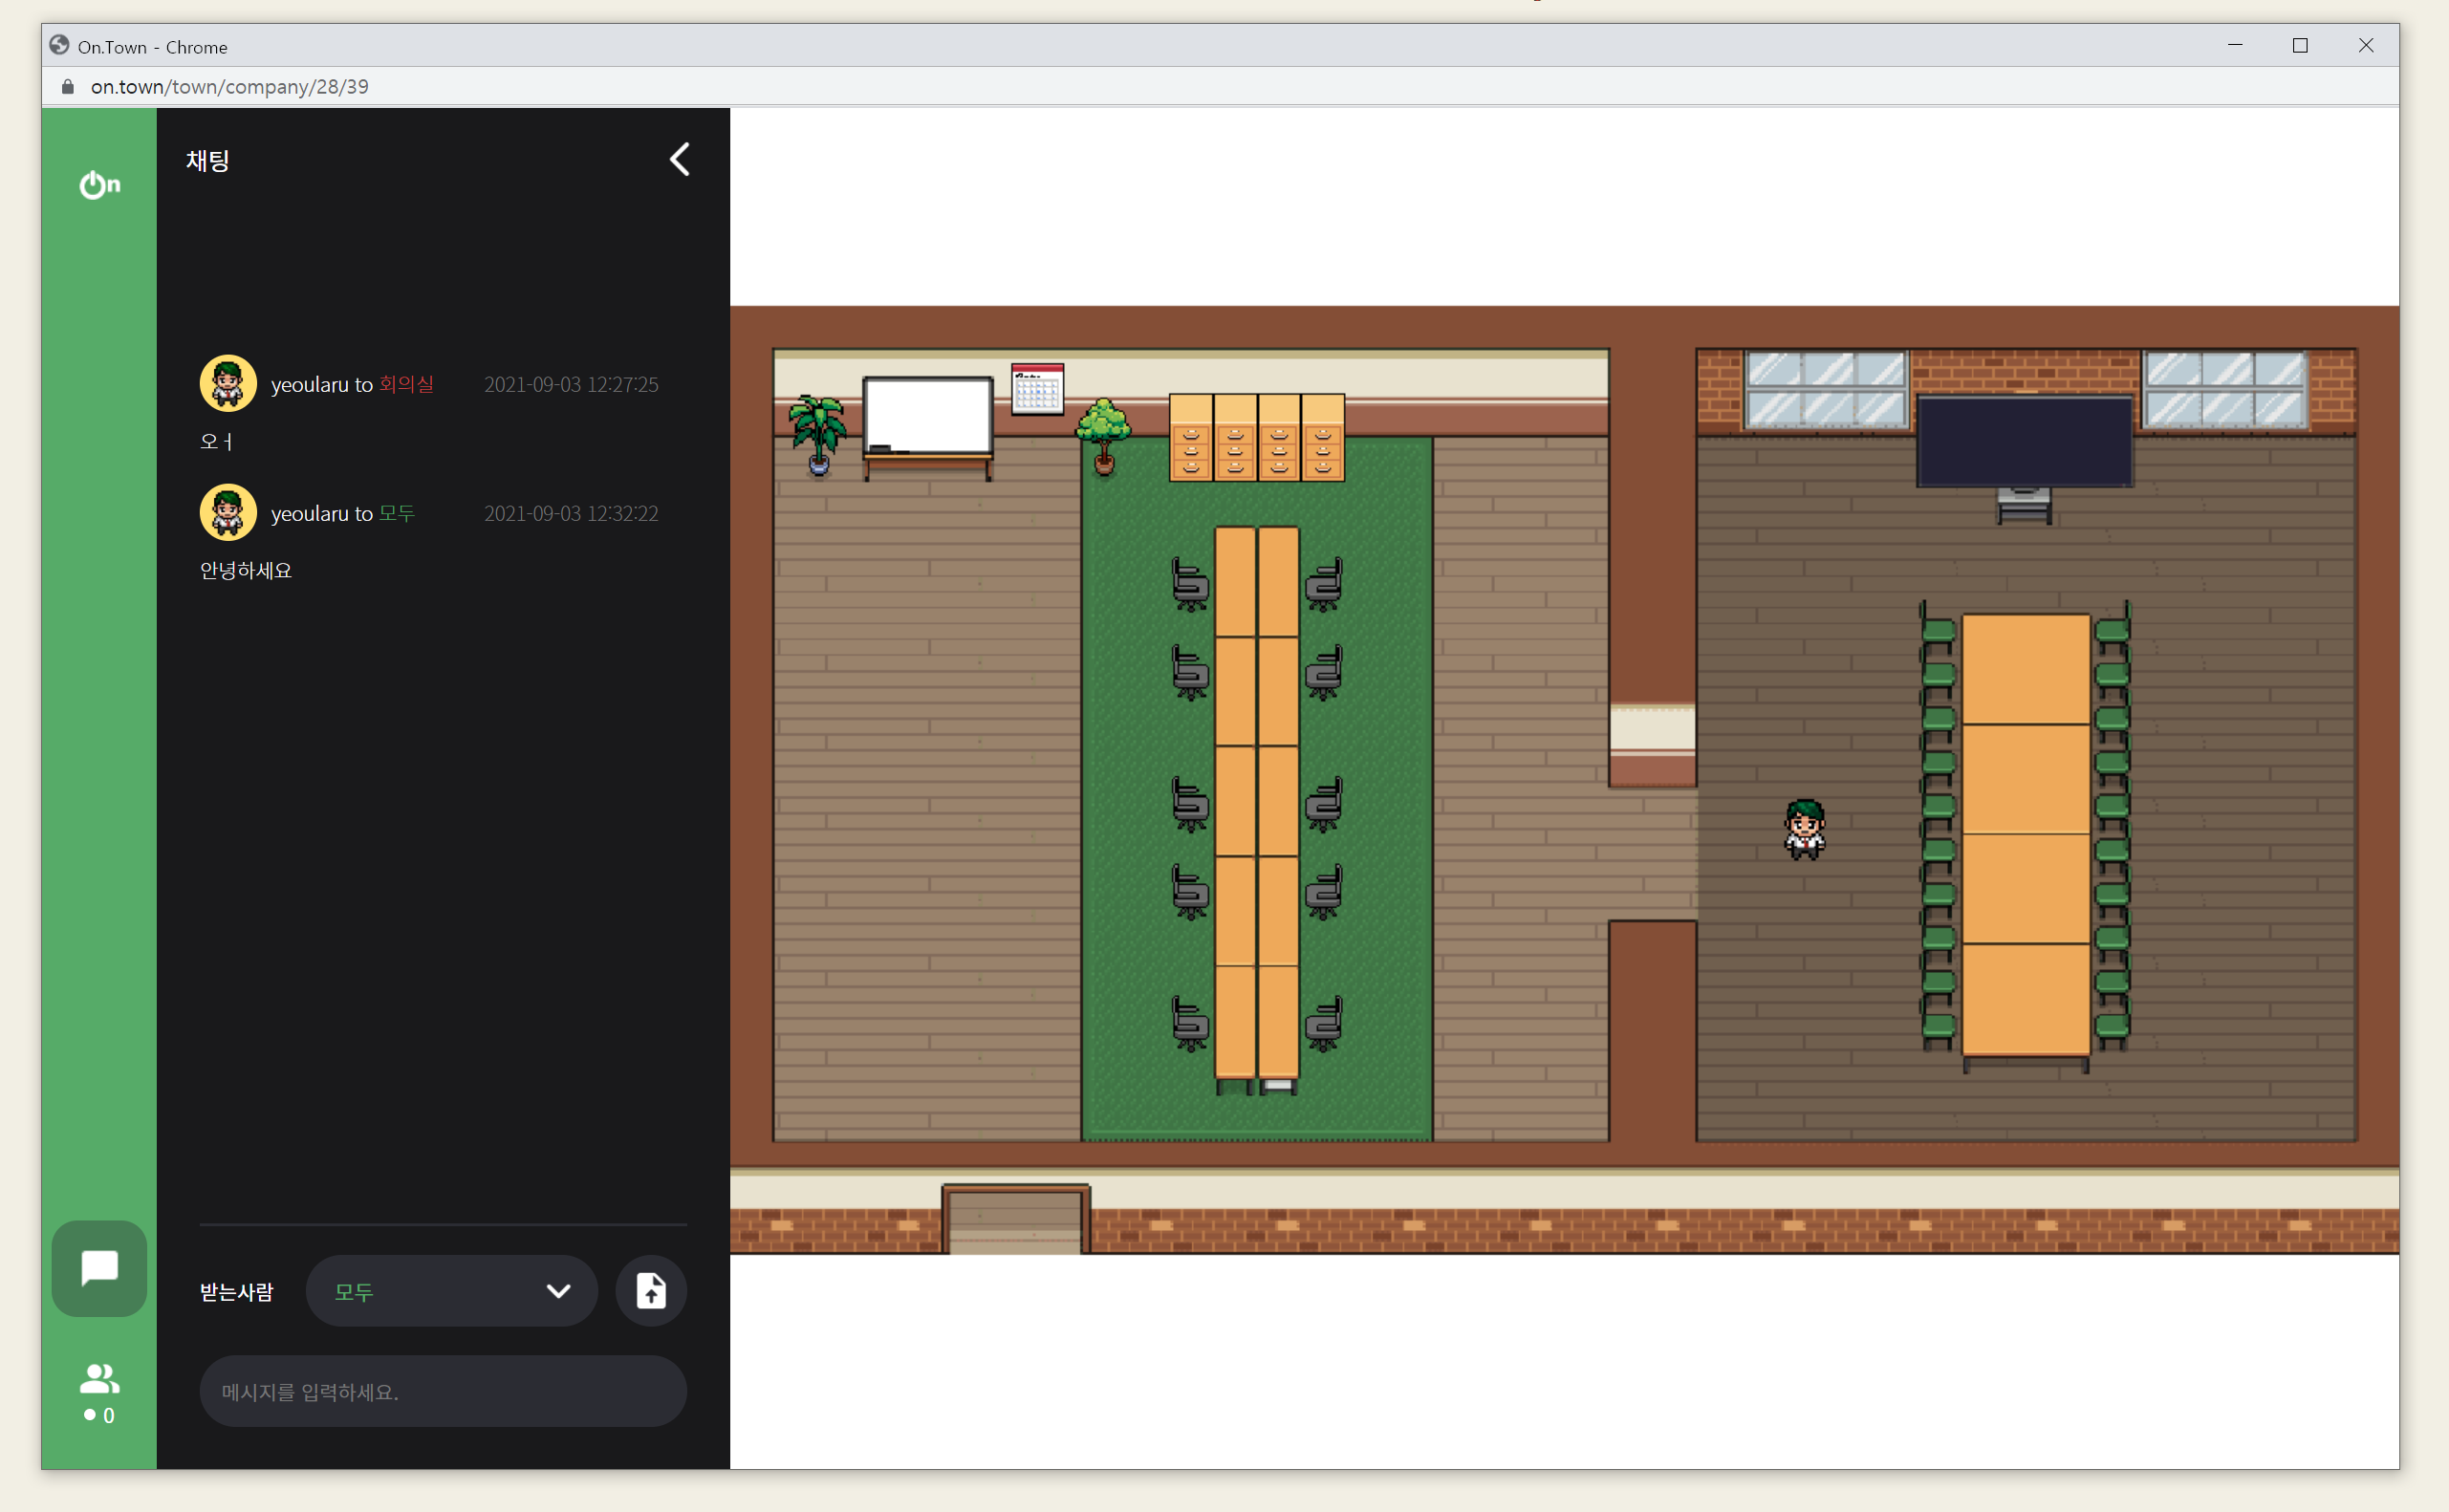 On.Town - Chrome
on.town/town/company/28/39
On
채팅
yeoularu to 회의실 2021-09-03 12:27:25
오ㅓ
yeoularu to 모두 2021-09-03 12:32:22
안녕하세요
받는사람 모두
메시지를 입력하세요.
0